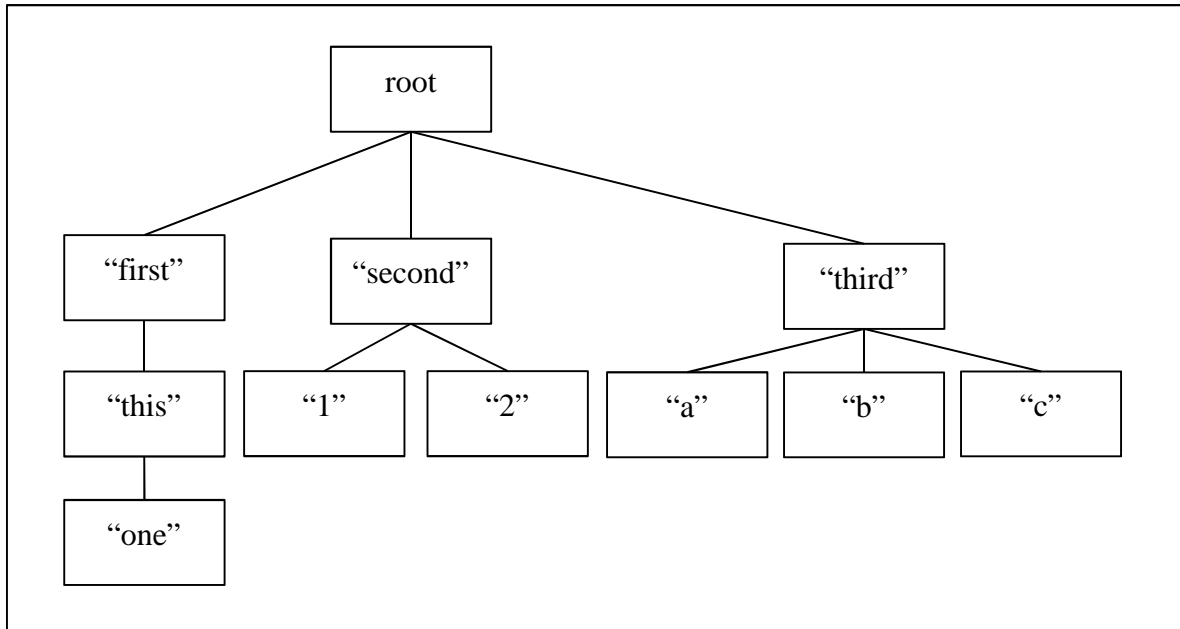 root
“first”
“second”
“third”
“this”
“1”
“2”
“a”
“b”
“c”
“one”